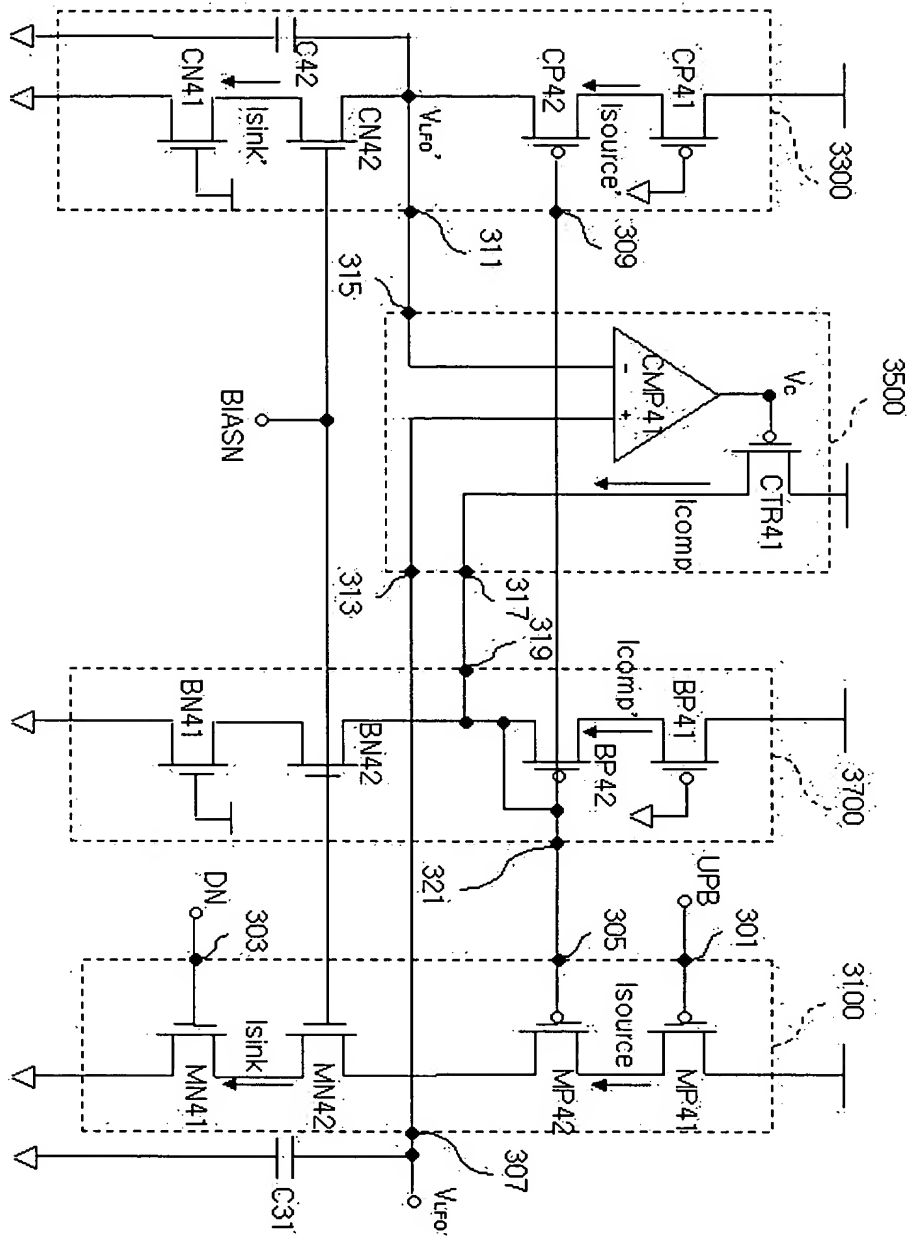 3300
CP41
Isource'
CP42
309
VLFO'
311
C42
CN42
Isink'
CN41
315
3500
Vc
CTR41
CMP41
-
+
Icomp
BIASN
313
317
319
3700
BP41
Icomp'
BP42
BN42
BN41
321
UPB
301
305
DN
303
3100
MP41
Isource
MP42
MN42
Isink
MN41
307
VLFO
C31